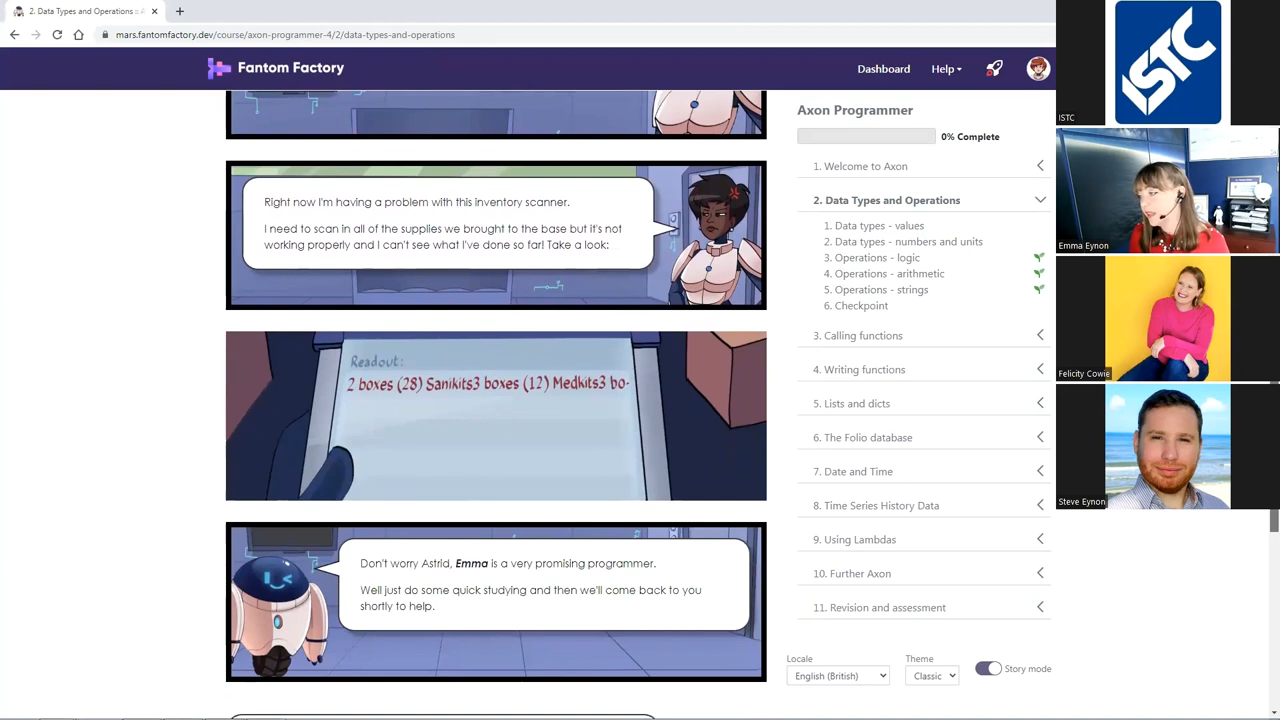 2. Data Types and Operations ::
mars.fantomfactory.dev/course/axon-programmer-4/2/data-types-and-operations
Fantom Factory
Dashboard
Help
Right now I'm having a problem with this inventory scanner.
I need to scan in all of the supplies we brought to the base but it's not
working properly and I can't see what I've done so far! Take a look:
Readout:
2 boxes (28) Sanikits3 boxes (12) Medkits3 bo-
Don't worry Astrid, Emma is a very promising programmer.
Well just do some quick studying and then we'll come back to you
shortly to help.
Axon Programmer
0% Complete
1. Welcome to Axon
2. Data Types and Operations
1. Data types - values
2. Data types - numbers and units
3. Operations - logic
4. Operations - arithmetic
5. Operations - strings
6. Checkpoint
3. Calling functions
4. Writing functions
5. Lists and dicts
6. The Folio database
7. Date and Time
8. Time Series History Data
9. Using Lambdas
10. Further Axon
11. Revision and assessment
Locale
English (British)
Theme
Classic
Story mode
ISTC
ISTC
Emma Eynon
Felicity Cowie
Steve Eynon